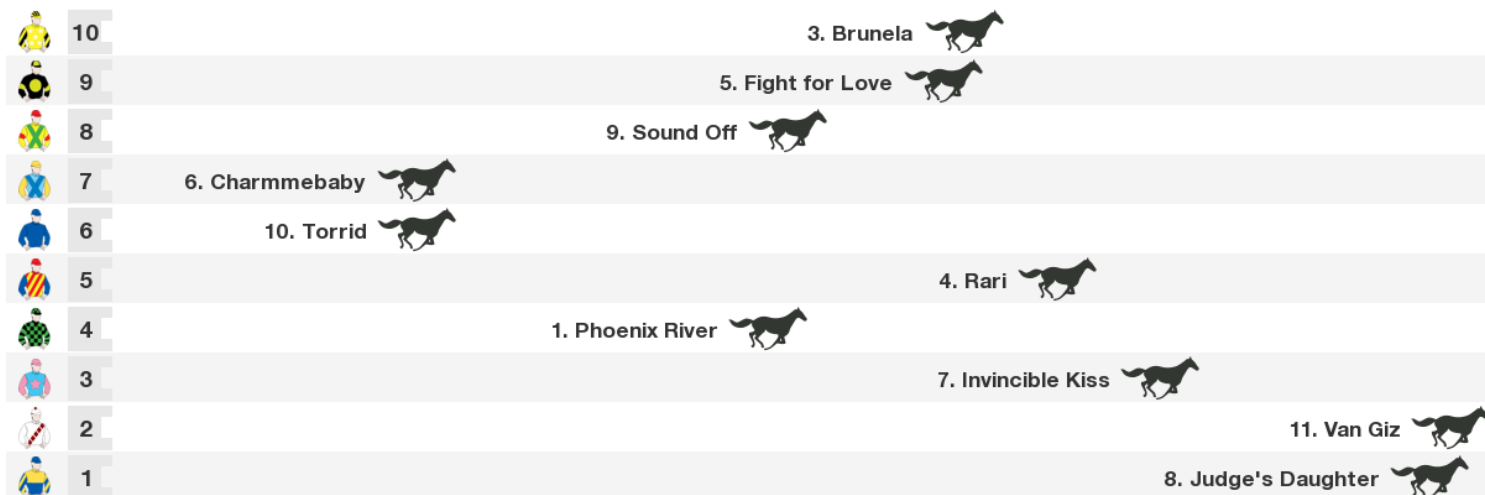 10 3. Brunela
9 5. Fight for Love
8 9. Sound Off
7 6. Charmmebaby
6 10. Torrid
5 4. Rari
4 1. Phoenix River
3 7. Invincible Kiss
2 11. Van Giz
1 8. Judge's Daughter